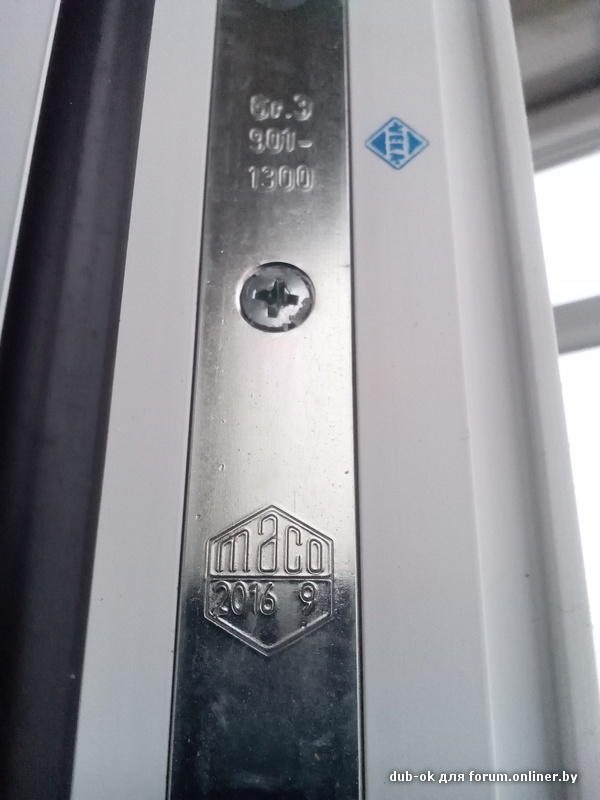 Gr.3
901-
1300
VEKA
maco
2016 9
dub-ok для forum.onliner.by